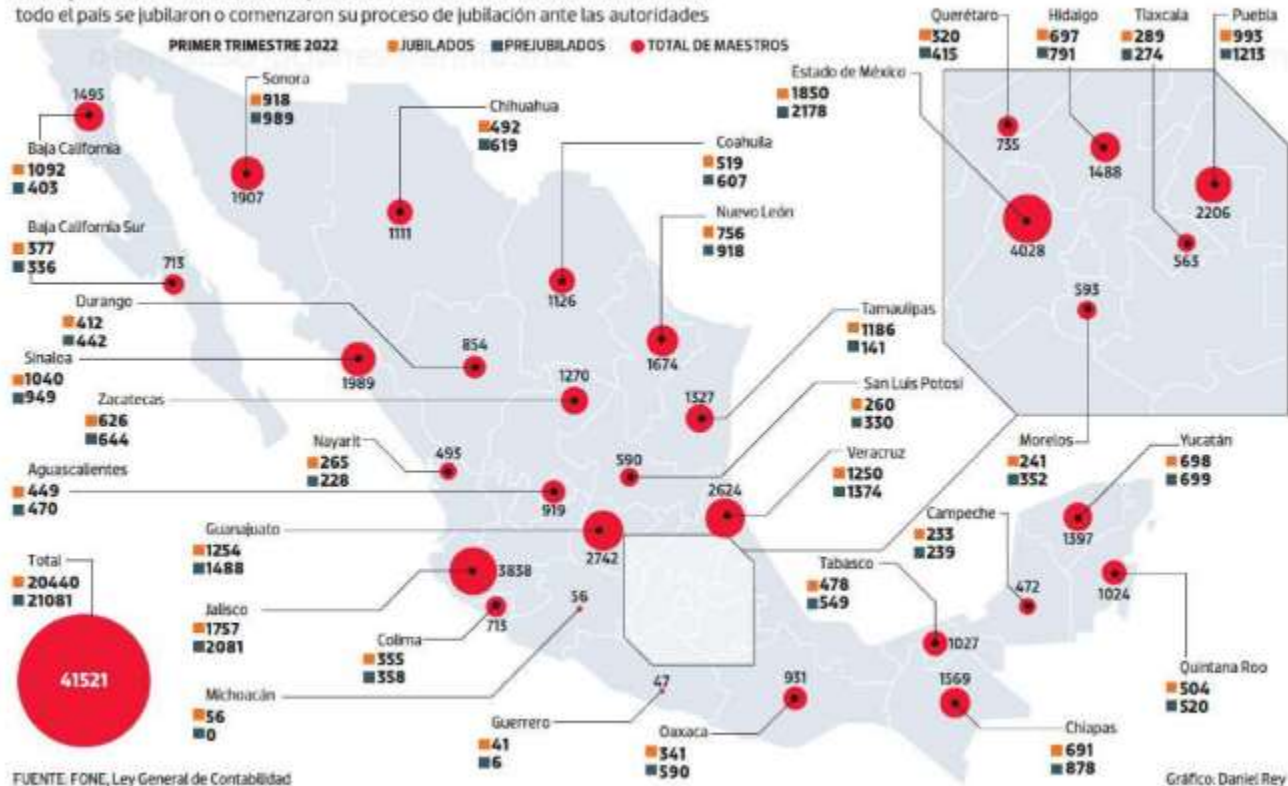 todo el país se jubilaron o comenzaron su proceso de jubilación ante las autoridades
PRIMER TRIMESTRE 2022 JUBILADOS PREJUBILADOS TOTAL DE MAESTROS
Baja California
1092
403
1495
Sonora
918
989
1907
Chihuahua
492
619
1111
Coahuila
519
607
1126
Nuevo León
756
918
1674
Estado de México
1850
2178
4028
Querétaro
320
415
735
Hidalgo
697
791
1488
Tlaxcala
289
274
563
Puebla
993
1213
2206
Baja California Sur
377
336
713
Durango
412
442
854
Sinaloa
1040
949
1989
Zacatecas
626
644
1270
Tamaulipas
1186
141
1327
San Luis Potosí
260
330
590
Nayarit
265
228
493
Aguascalientes
449
470
919
Veracruz
1250
1374
2624
Morelos
241
352
593
Yucatán
698
699
1397
Guanajuato
1254
1488
2742
Campeche
233
239
472
Tabasco
478
549
1027
Total
20440
21081
41521
Jalisco
1757
2081
3838
Colima
355
358
713
Michoacán
56
0
56
Guerrero
41
6
47
Oaxaca
341
590
931
Chiapas
691
878
1569
Quintana Roo
504
520
1024
FUENTE: FONE, Ley General de Contabilidad
Gráfico: Daniel Rey